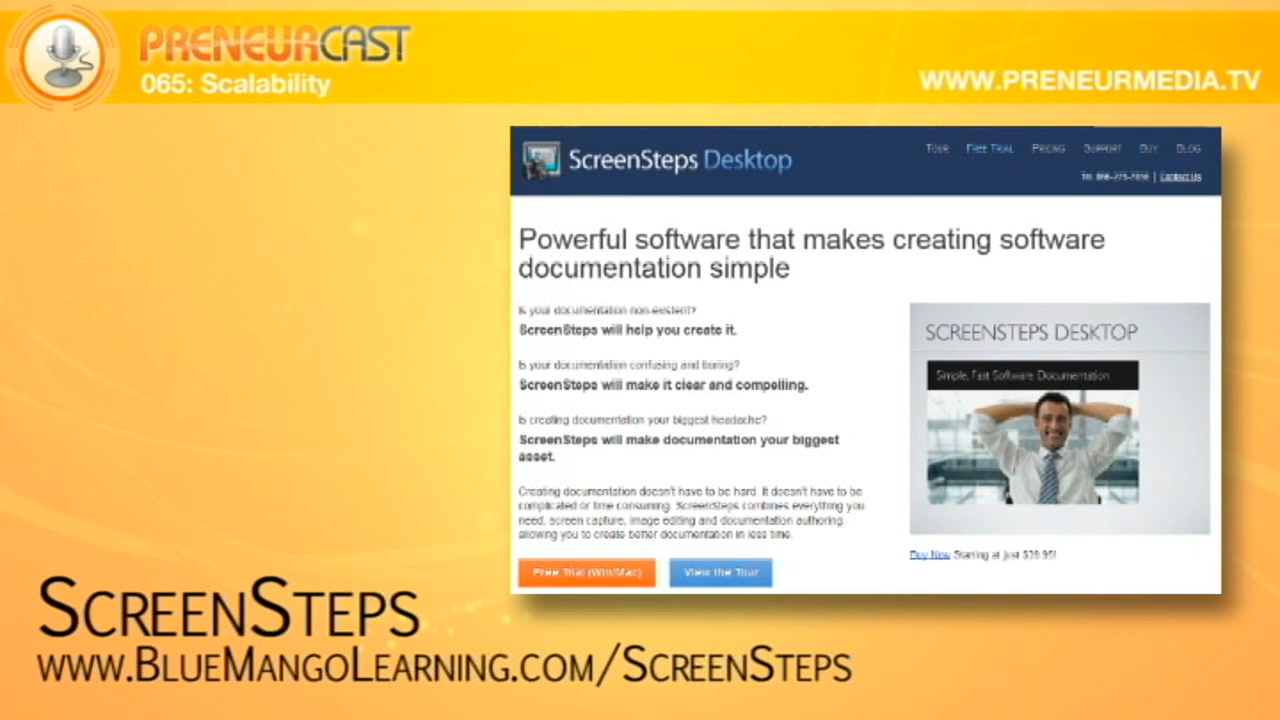 PRENEURCAST
065: Scalability
WWW.PRENEURMEDIA.TV
ScreenSteps Desktop
TOUR FREE TRIAL PRICING SUPPORT BUY BLOG
Contact Us
Powerful software that makes creating software
documentation simple
Is your documentation non-existent?
ScreenSteps will help you create it.
Is your documentation confusing and boring?
ScreenSteps will make it clear and compelling.
Is creating documentation your biggest headache?
ScreenSteps will make documentation your biggest
asset.
Creating documentation doesn't have to be hard. It doesn't have to be
complicated or time consuming. ScreenSteps combines everything you
need, screen capture, image editing and documentation authoring,
allowing you to create better documentation in less time.
Free Trial (Win/Mac)
View the Tour
SCREENSTEPS DESKTOP
Simple, Fast Software Documentation
Buy Now Starting at just $39.95!
SCREENSTEPS
WWW.BLUEMANGOLEARNING.COM/SCREENSTEPS